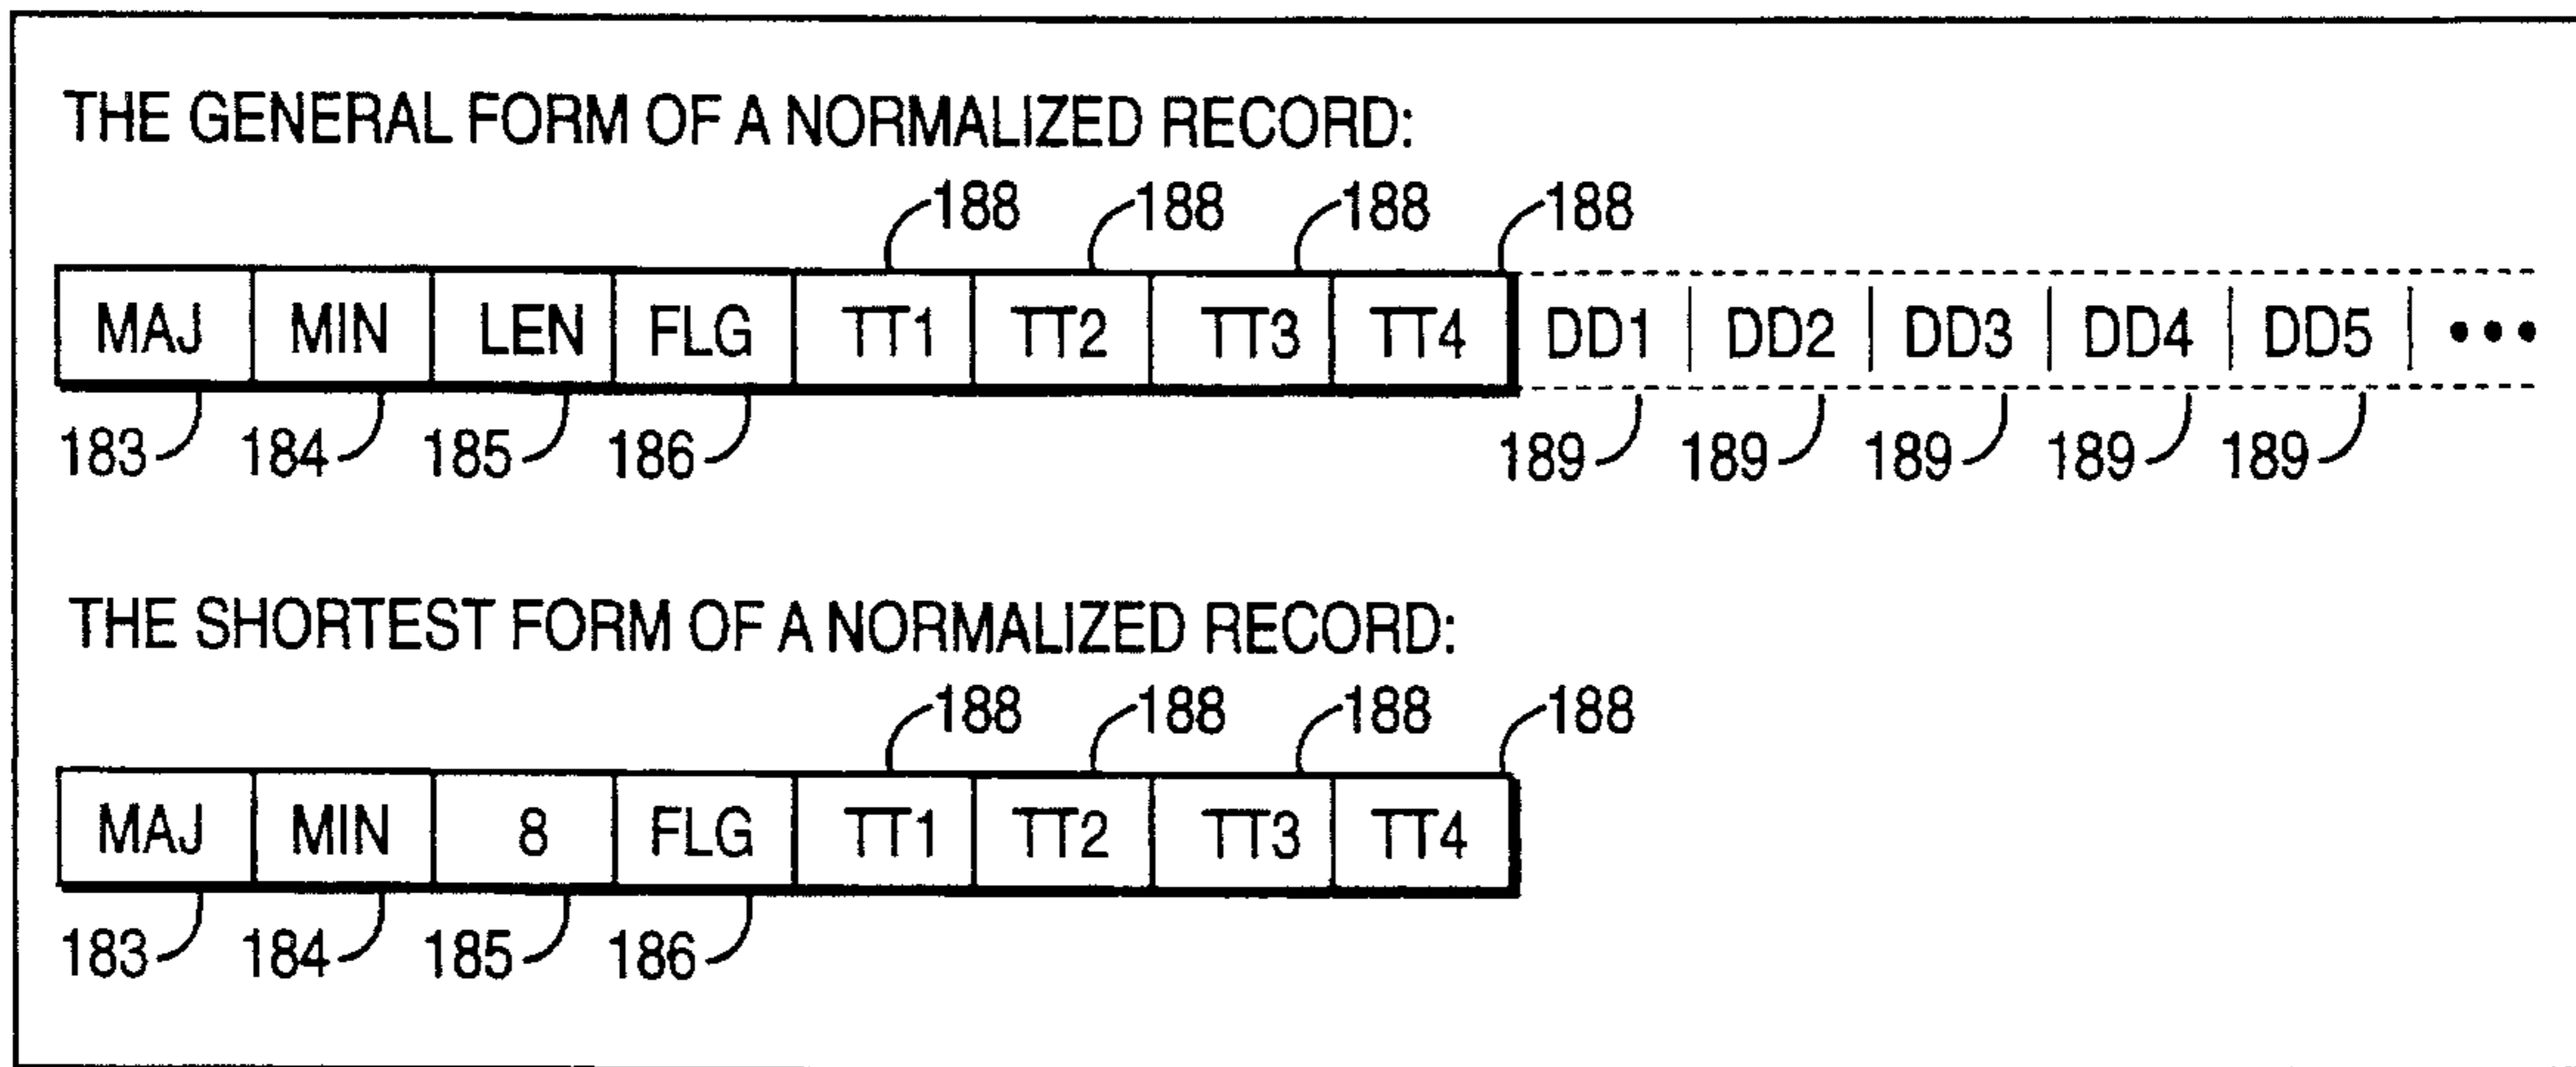 THE GENERAL FORM OF A NORMALIZED RECORD:
188 188 188 188
MAJ MIN LEN FLG TT1 TT2 TT3 TT4 DD1 DD2 DD3 DD4 DD5 •••
183 184 185 186 189 189 189 189 189
THE SHORTEST FORM OF A NORMALIZED RECORD:
188 188 188 188
MAJ MIN 8 FLG TT1 TT2 TT3 TT4
183 184 185 186